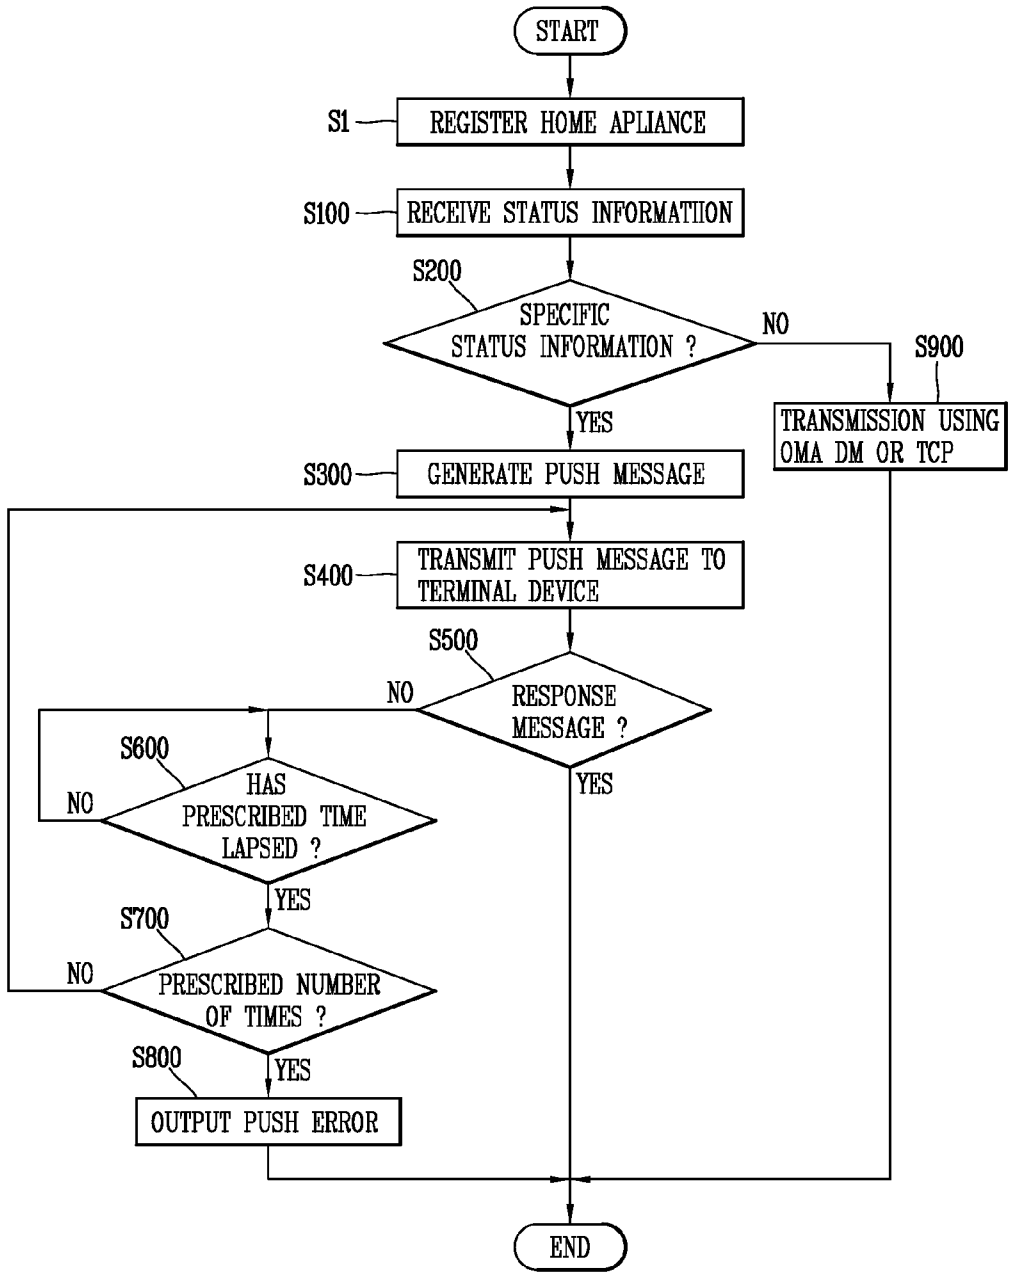 START
S1
REGISTER HOME APLIANCE
S100
RECEIVE STATUS INFORMATIION
S200
SPECIFIC
STATUS INFORMATION ?
NO
S900
TRANSMISSION USING
OMA DM OR TCP
YES
S300
GENERATE PUSH MESSAGE
S400
TRANSMIT PUSH MESSAGE TO
TERMINAL DEVICE
S500
NO
RESPONSE
MESSAGE ?
YES
S600
NO
HAS
PRESCRIBED TIME
LAPSED ?
YES
S700
NO
PRESCRIBED NUMBER
OF TIMES ?
YES
S800
OUTPUT PUSH ERROR
END